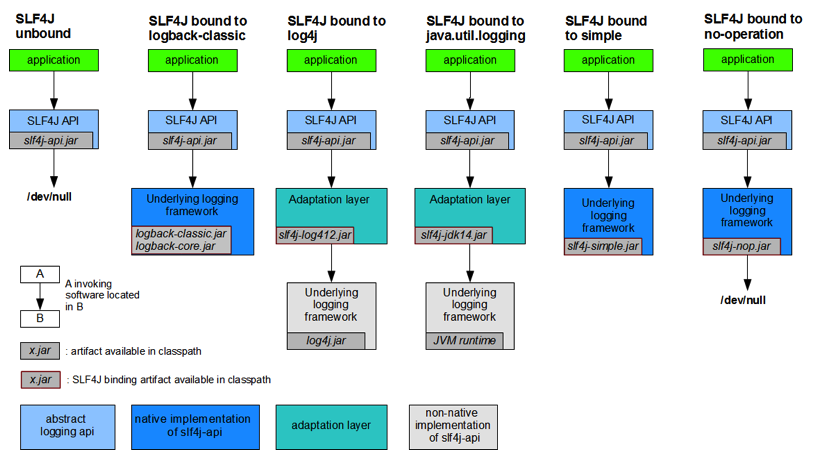 SLF4J
unbound
SLF4J bound to
logback-classic
SLF4J bound to
log4j
SLF4J bound to
java.util.logging
SLF4J bound
to simple
SLF4J bound to
no-operation
application
application
application
application
application
application
SLF4J API
slf4j-api.jar
SLF4J API
slf4j-api.jar
SLF4J API
slf4j-api.jar
SLF4J API
slf4j-api.jar
SLF4J API
slf4j-api.jar
SLF4J API
slf4j-api.jar
/dev/null
Underlying logging
framework
logback-classic.jar
logback-core.jar
Adaptation layer
slf4j-log412.jar
Adaptation layer
slf4j-jdk14.jar
Underlying
logging
framework
slf4j-simple.jar
Underlying
logging
framework
slf4j-nop.jar
A
B
A invoking
software located
in B
Underlying
logging
framework
log4j.jar
Underlying
logging
framework
JVM runtime
/dev/null
x.jar : artifact available in classpath
x.jar : SLF4J binding artifact available in classpath
abstract
logging api
native implementation
of slf4j-api
adaptation layer
non-native
implementation
of slf4j-api